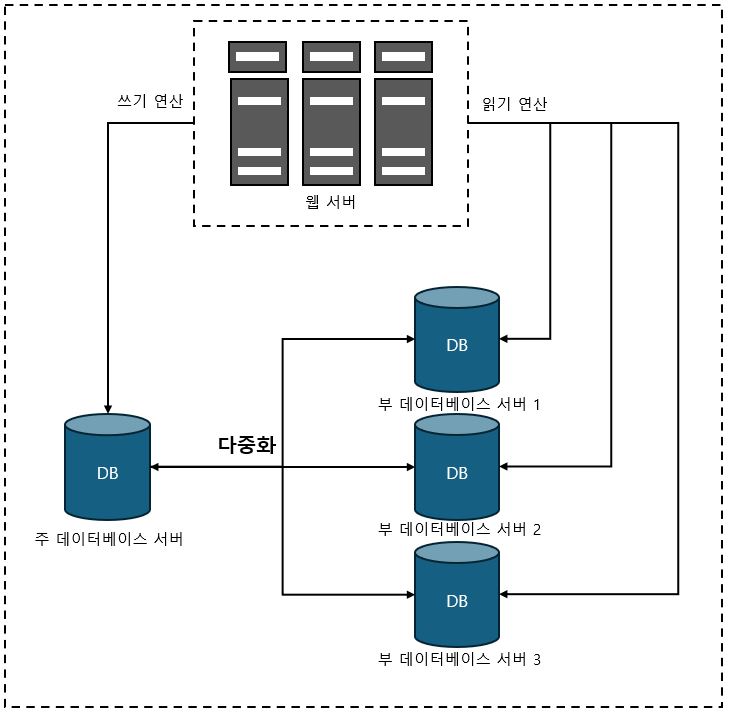 쓰기 연산
읽기 연산
웹 서버
DB
부 데이터베이스 서버 1
다중화
DB
주 데이터베이스 서버
DB
부 데이터베이스 서버 2
DB
부 데이터베이스 서버 3